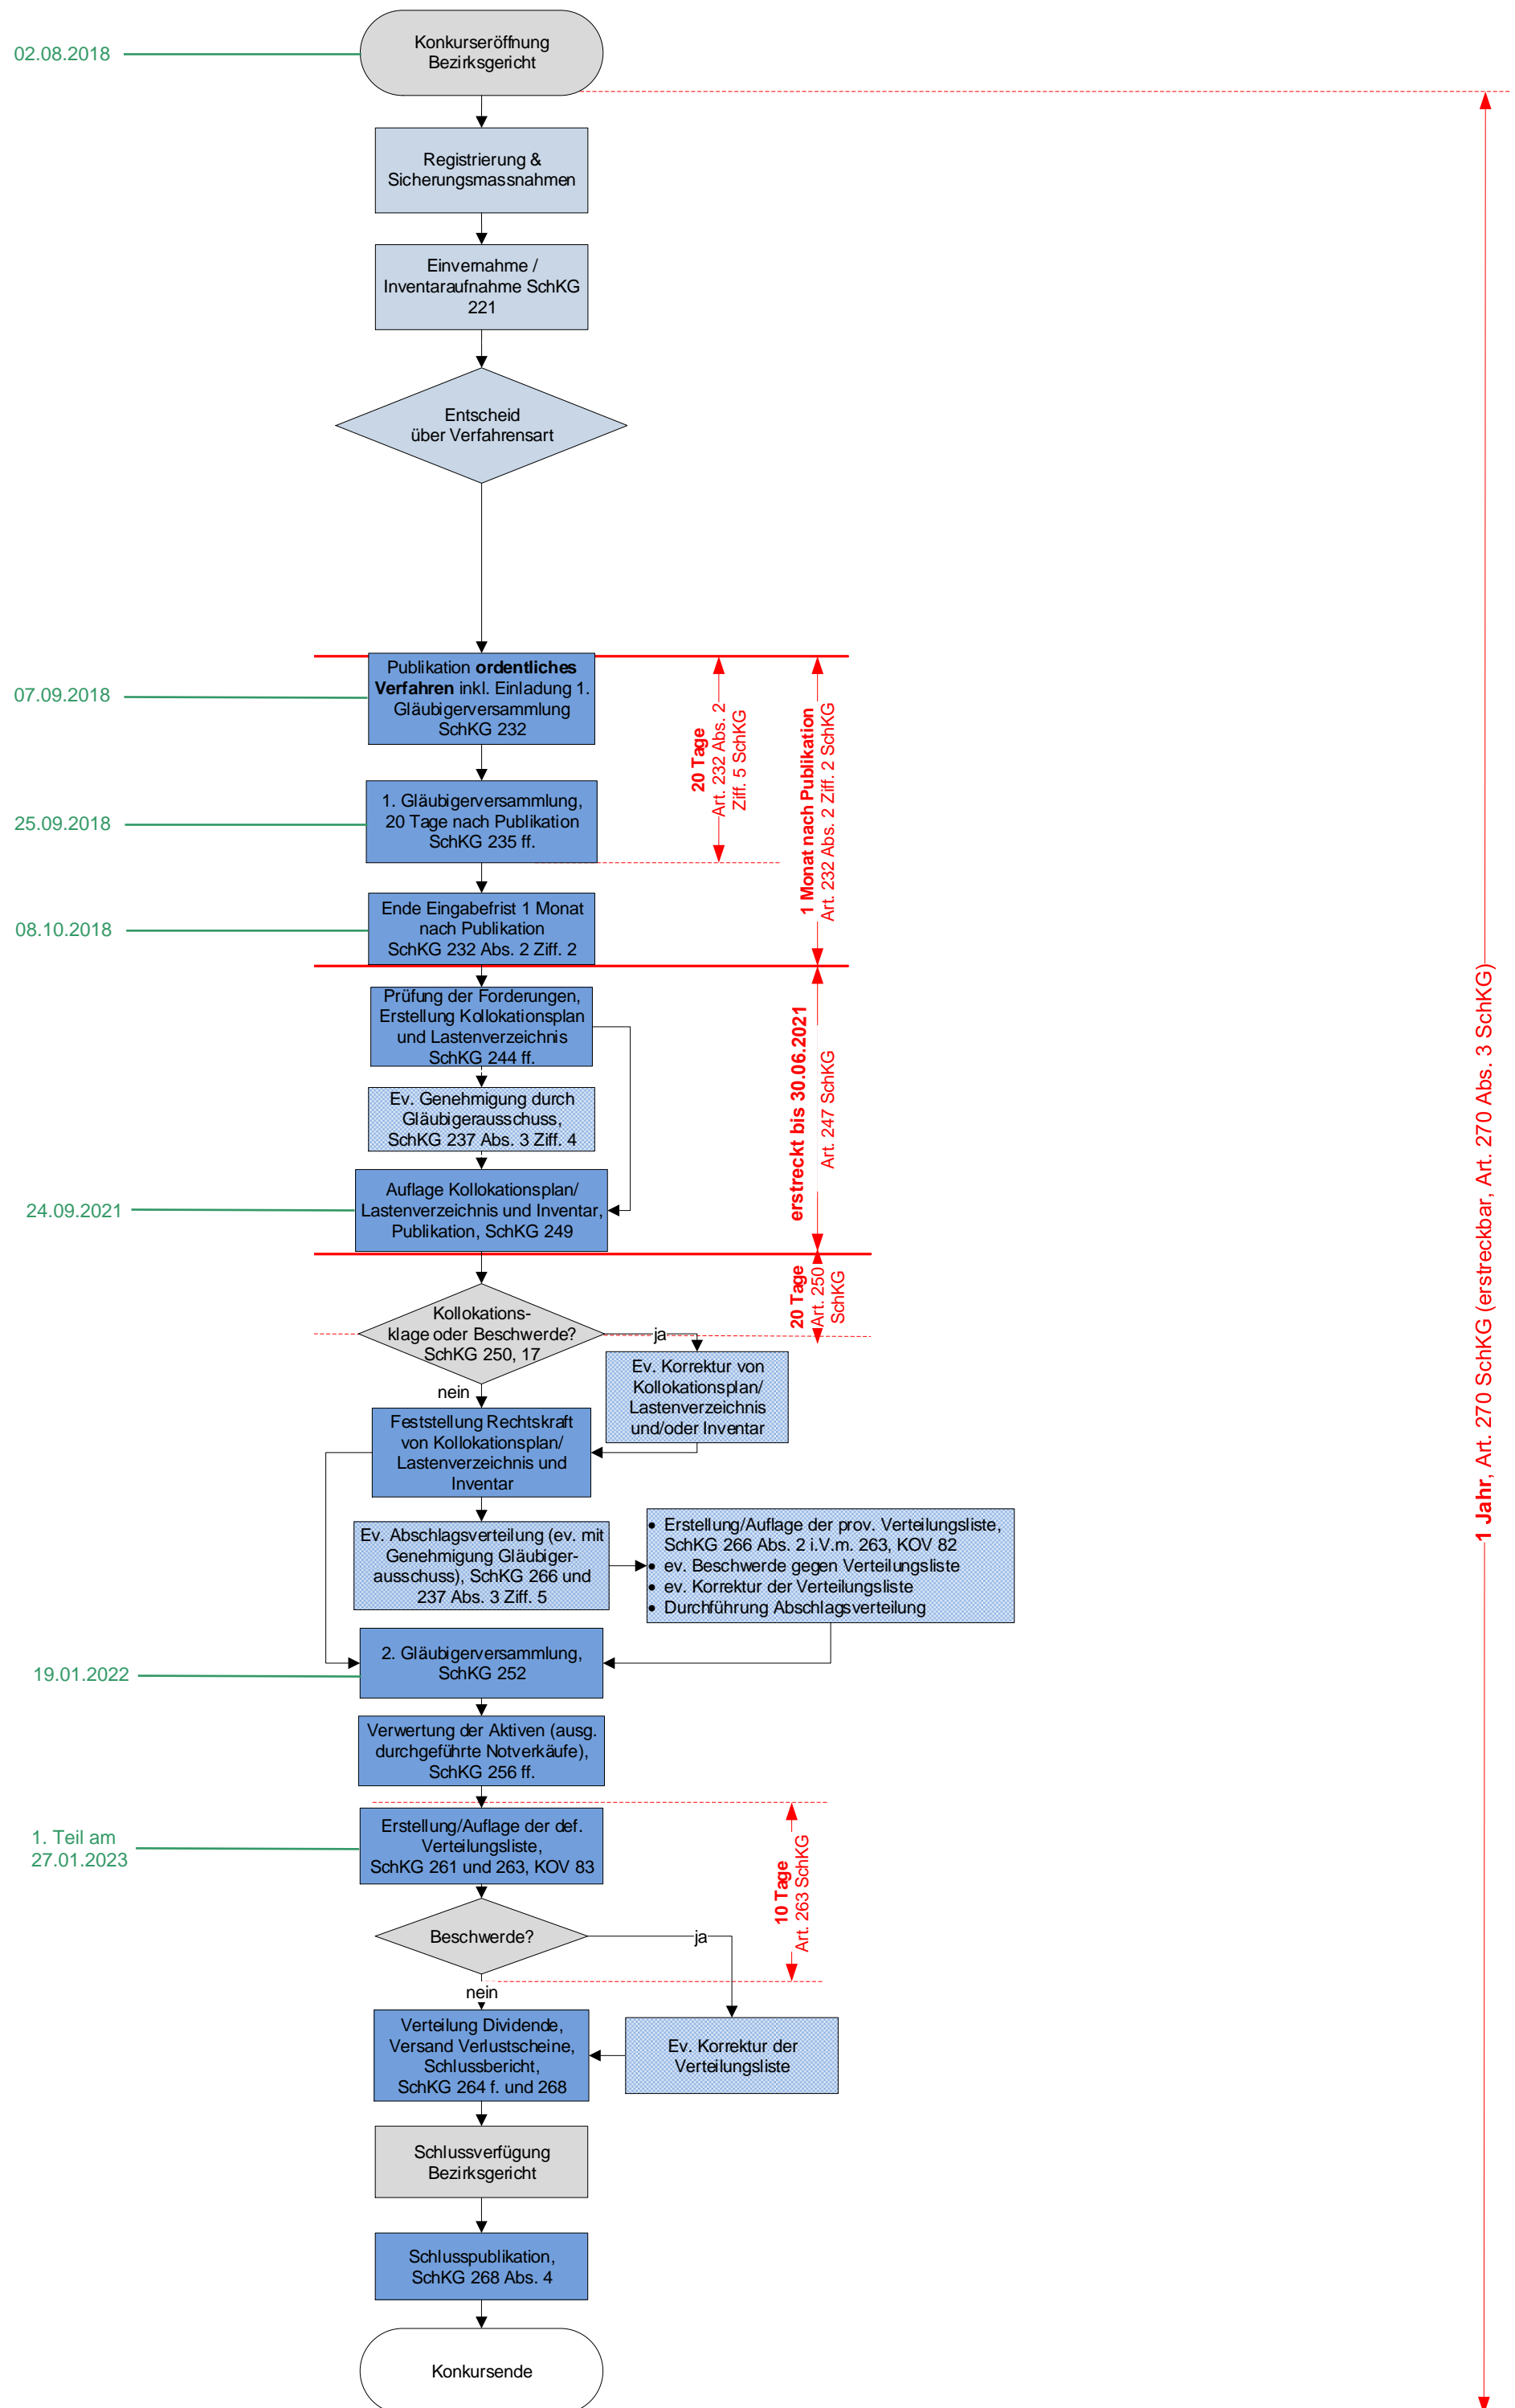 02.08.2018
Konkurseröffnung
Bezirksgericht
Registrierung &
Sicherungsmassnahmen
Einvernahme /
Inventaraufnahme SchKG
221
Entscheid
über Verfahrensart
07.09.2018
Publikation ordentliches
Verfahren inkl. Einladung 1.
Gläubigerversammlung
SchKG 232
20 Tage
Art. 232 Abs. 2
Ziff. 5 SchKG
1 Monat nach Publikation
Art. 232 Abs. 2 Ziff. 2 SchKG
25.09.2018
1. Gläubigerversammlung,
20 Tage nach Publikation
SchKG 235 ff.
08.10.2018
Ende Eingabefrist 1 Monat
nach Publikation
SchKG 232 Abs. 2 Ziff. 2
Prüfung der Forderungen,
Erstellung Kollokationsplan
und Lastenverzeichnis
SchKG 244 ff.
erstreckt bis 30.06.2021
Art. 247 SchKG
Ev. Genehmigung durch
Gläubigerausschuss,
SchKG 237 Abs. 3 Ziff. 4
24.09.2021
Auflage Kollokationsplan/
Lastenverzeichnis und Inventar,
Publikation, SchKG 249
20 Tage
Art. 250
SchKG
Kollokations-
klage oder Beschwerde?
SchKG 250, 17
ja
nein
Ev. Korrektur von
Kollokationsplan/
Lastenverzeichnis
und/oder Inventar
Feststellung Rechtskraft
von Kollokationsplan/
Lastenverzeichnis und
Inventar
Ev. Abschlagsverteilung (ev. mit
Genehmigung Gläubiger-
ausschuss), SchKG 266 und
237 Abs. 3 Ziff. 5
• Erstellung/Auflage der prov. Verteilungsliste,
SchKG 266 Abs. 2 i.V.m. 263, KOV 82
• ev. Beschwerde gegen Verteilungsliste
• ev. Korrektur der Verteilungsliste
• Durchführung Abschlagsverteilung
19.01.2022
2. Gläubigerversammlung,
SchKG 252
Verwertung der Aktiven (ausg.
durchgeführte Notverkäufe),
SchKG 256 ff.
1. Teil am
27.01.2023
Erstellung/Auflage der def.
Verteilungsliste,
SchKG 261 und 263, KOV 83
10 Tage
Art. 263 SchKG
Beschwerde?
ja
nein
Verteilung Dividende,
Versand Verlustscheine,
Schlussbericht,
SchKG 264 f. und 268
Ev. Korrektur der
Verteilungsliste
Schlussverfügung
Bezirksgericht
Schlusspublikation,
SchKG 268 Abs. 4
Konkursende
1 Jahr, Art. 270 SchKG (erstreckbar, Art. 270 Abs. 3 SchKG)